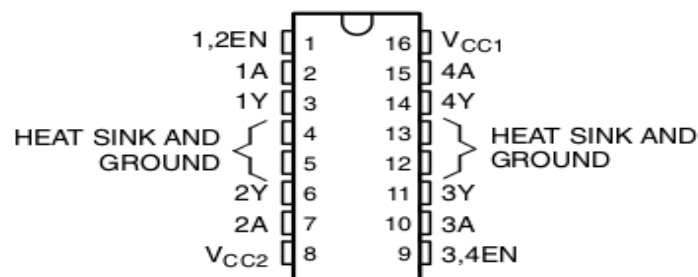 1,2EN 1 16 VCC1
1A 2 15 4A
1Y 3 14 4Y
HEAT SINK AND 4 13 HEAT SINK AND
GROUND 5 12 GROUND
2Y 6 11 3Y
2A 7 10 3A
VCC2 8 9 3,4EN